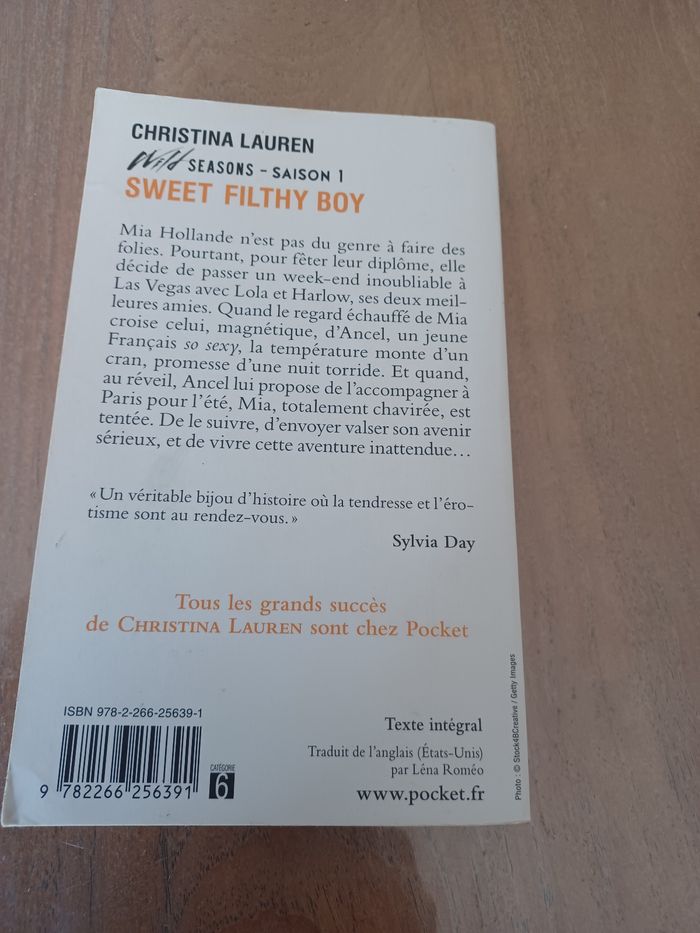 CHRISTINA LAUREN
Wild SEASONS - SAISON 1
SWEET FILTHY BOY
Mia Hollande n'est pas du genre à faire des
folies. Pourtant, pour fêter leur diplôme, elle
décide de passer un week-end inoubliable à
Las Vegas avec Lola et Harlow, ses deux meil-
leures amies. Quand le regard échauffé de Mia
croise celui, magnétique, d'Ancel, un jeune
Français so sexy, la température monte d'un
cran, promesse d'une nuit torride. Et quand,
au réveil, Ancel lui propose de l'accompagner à
Paris pour l'été, Mia, totalement chavirée, est
tentée. De le suivre, d'envoyer valser son avenir
sérieux, et de vivre cette aventure inattendue…
« Un véritable bijou d'histoire où la tendresse et l'éro-
tisme sont au rendez-vous. »
Sylvia Day
Tous les grands succès
de CHRISTINA LAUREN sont chez Pocket
ISBN 978-2-266-25639-1
9 782266 256391
CATÉGORIE
6
Texte intégral
Traduit de l'anglais (États-Unis)
par Léna Roméo
www.pocket.fr
Photo : © Stock4BCreative / Getty Images